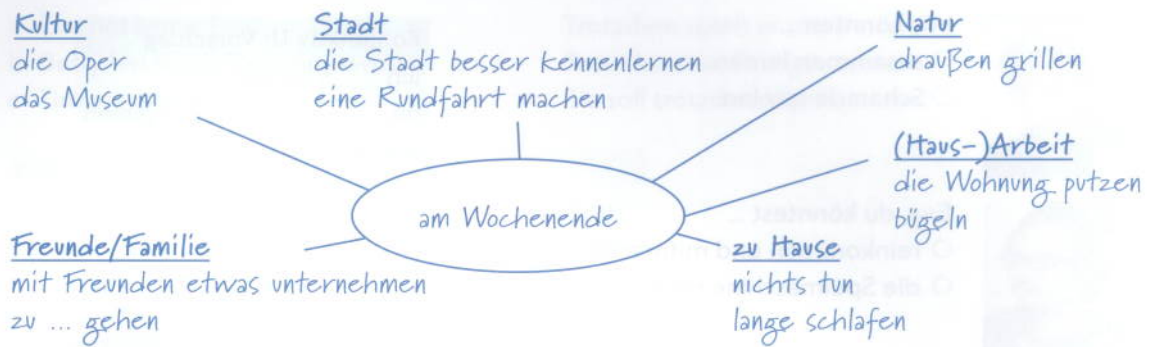 Kultur
die Oper
das Museum
Stadt
die Stadt besser kennenlernen
eine Rundfahrt machen
Natur
draußen grillen
(Haus-)Arbeit
die Wohnung putzen
bügeln
am Wochenende
Freunde/Familie
mit Freunden etwas unternehmen
zu ... gehen
zu Hause
nichts tun
lange schlafen